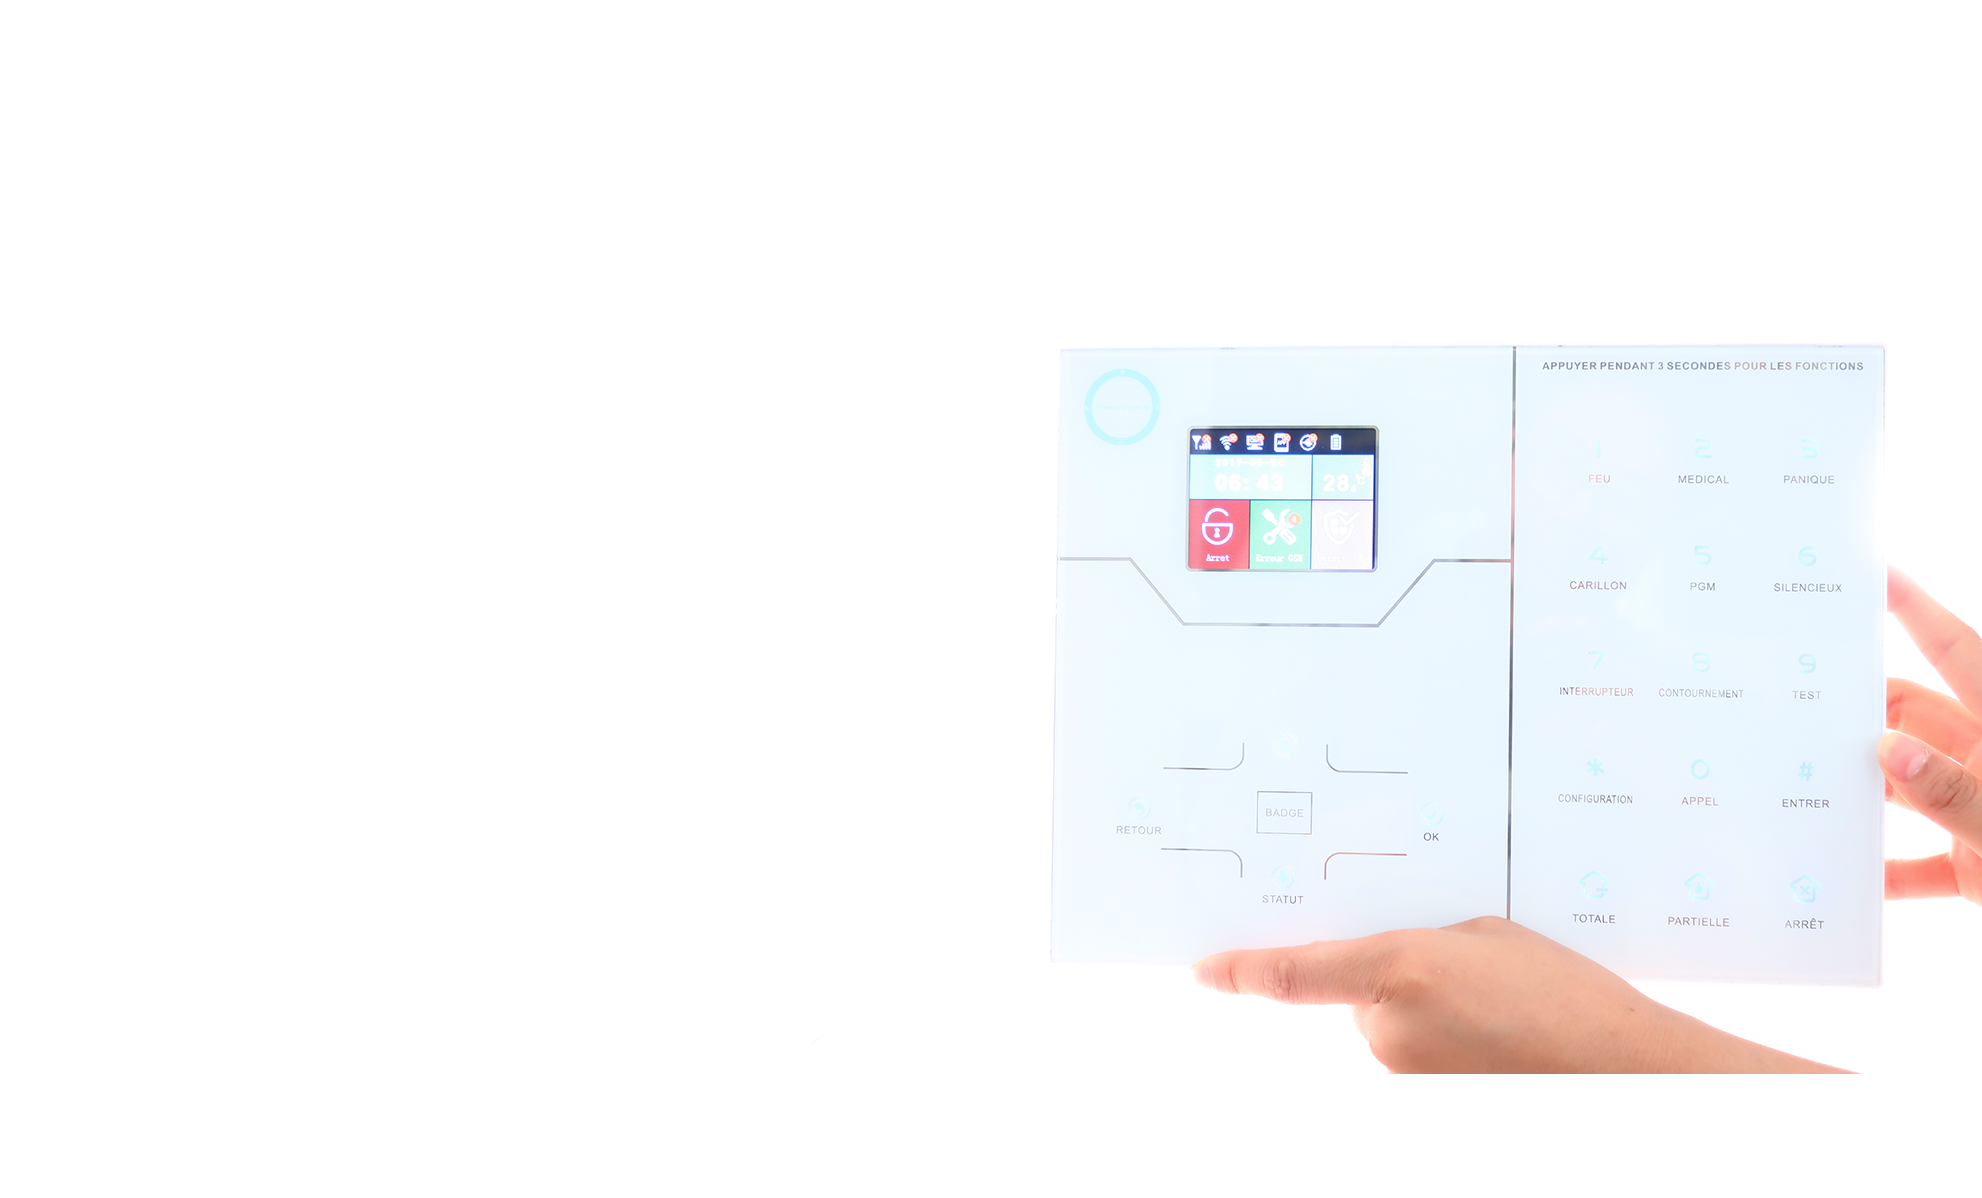 APPUYER PENDANT 3 SECONDES POUR LES FONCTIONS
06:43
28.
Arret
Erreur GSM
1 2 3
FEU MEDICAL PANIQUE
4 5 6
CARILLON PGM SILENCIEUX
7 8 9
INTERRUPTEUR CONTOURNEMENT TEST
* 0 #
CONFIGURATION APPEL ENTRER
TOTALE PARTIELLE ARRÊT
BADGE
RETOUR
OK
STATUT